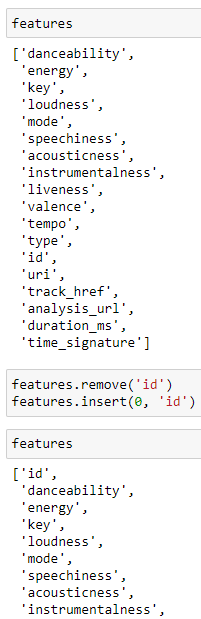 features
['danceability',
 'energy',
 'key',
 'loudness',
 'mode',
 'speechiness',
 'acousticness',
 'instrumentalness',
 'liveness',
 'valence',
 'tempo',
 'type',
 'id',
 'uri',
 'track_href',
 'analysis_url',
 'duration_ms',
 'time_signature']
features.remove('id')
features.insert(0, 'id')
features
['id',
 'danceability',
 'energy',
 'key',
 'loudness',
 'mode',
 'speechiness',
 'acousticness',
 'instrumentalness',